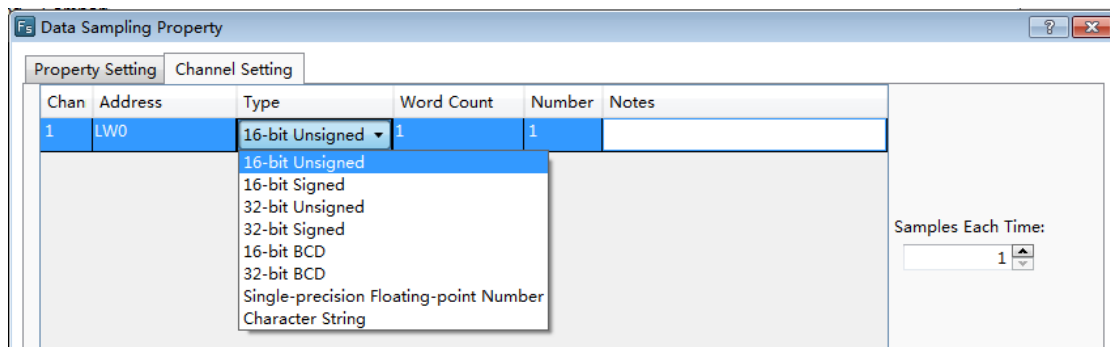 Fs Data Sampling Property
Property Setting Channel Setting
Chan Address Type Word Count Number Notes
1 LW0 16-bit Unsigned 1 1
16-bit Unsigned
16-bit Signed
32-bit Unsigned
32-bit Signed
16-bit BCD
32-bit BCD
Single-precision Floating-point Number
Character String
Samples Each Time:
1